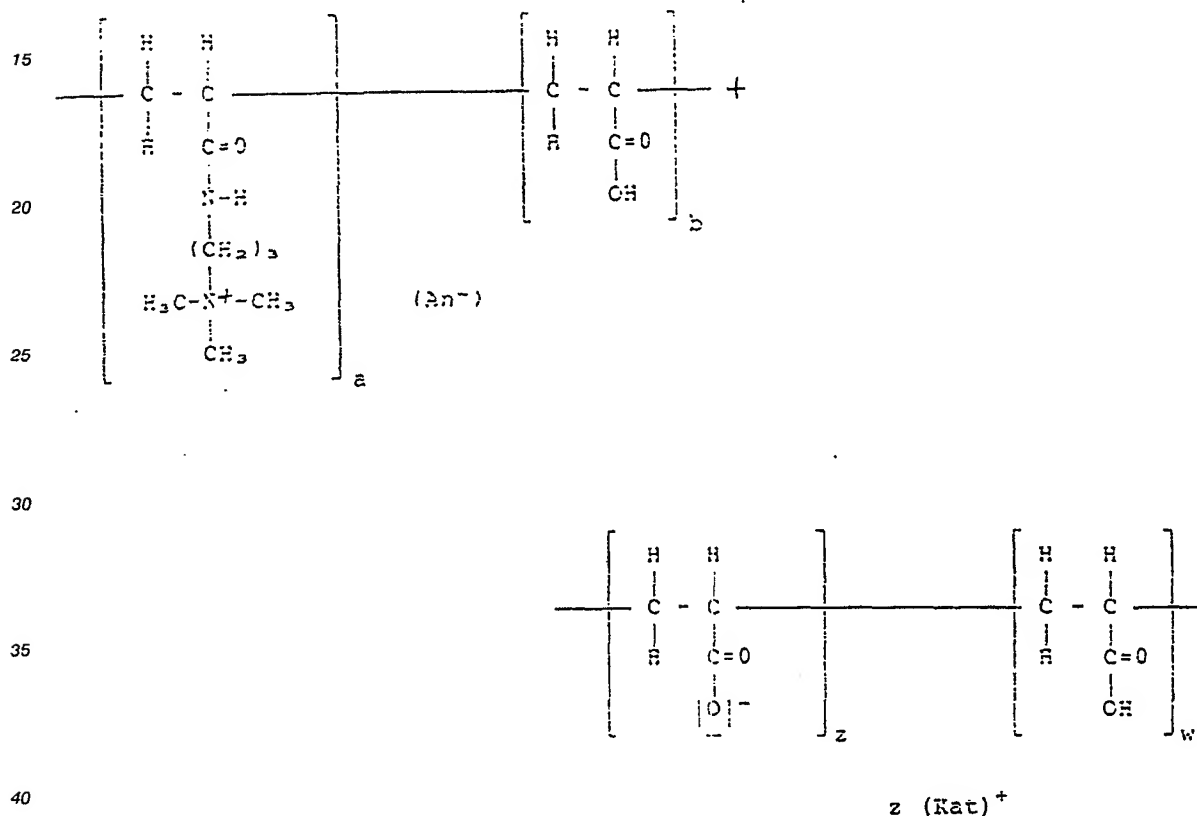 H H H H
15
C - C C - C +
H C=O H C=O
N-H OH
20
b
(CH₂)₃
H₃C-N+-CH₃ (An⁻)
CH₃
25
a
30
H H H H
C - C C - C
35
H C=O H C=O
|O|⁻ OH
z w
40
z (Kat)⁺